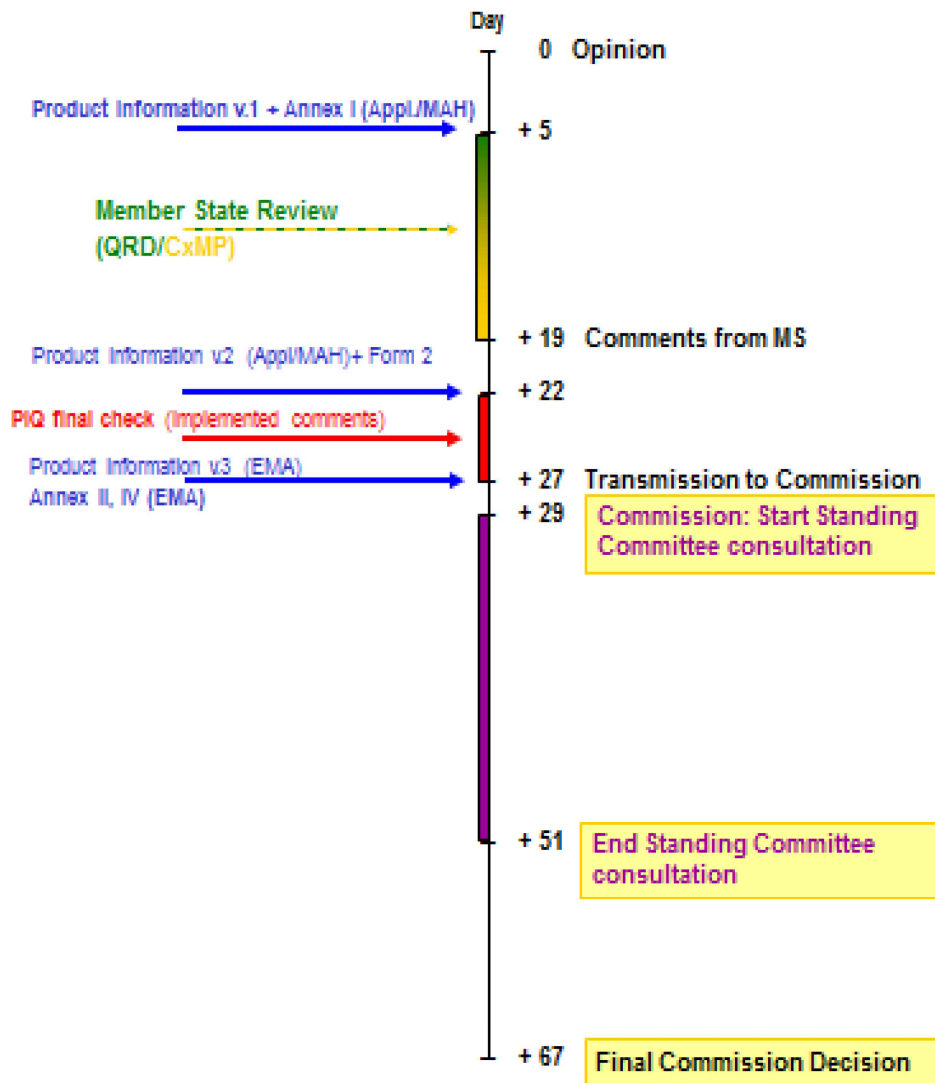 Day
0 Opinion
Product Information v.1 + Annex I (Appl./MAH)
+ 5
Member State Review
(QRD/CxMP)
+ 19 Comments from MS
Product Information v.2 (Appl/MAH)+ Form 2
+ 22
PIQ final check (Implemented comments)
Product Information v.3 (EMA)
Annex II, IV (EMA)
+ 27 Transmission to Commission
+ 29
Commission: Start Standing
Committee consultation
+ 51
End Standing Committee
consultation
+ 67
Final Commission Decision